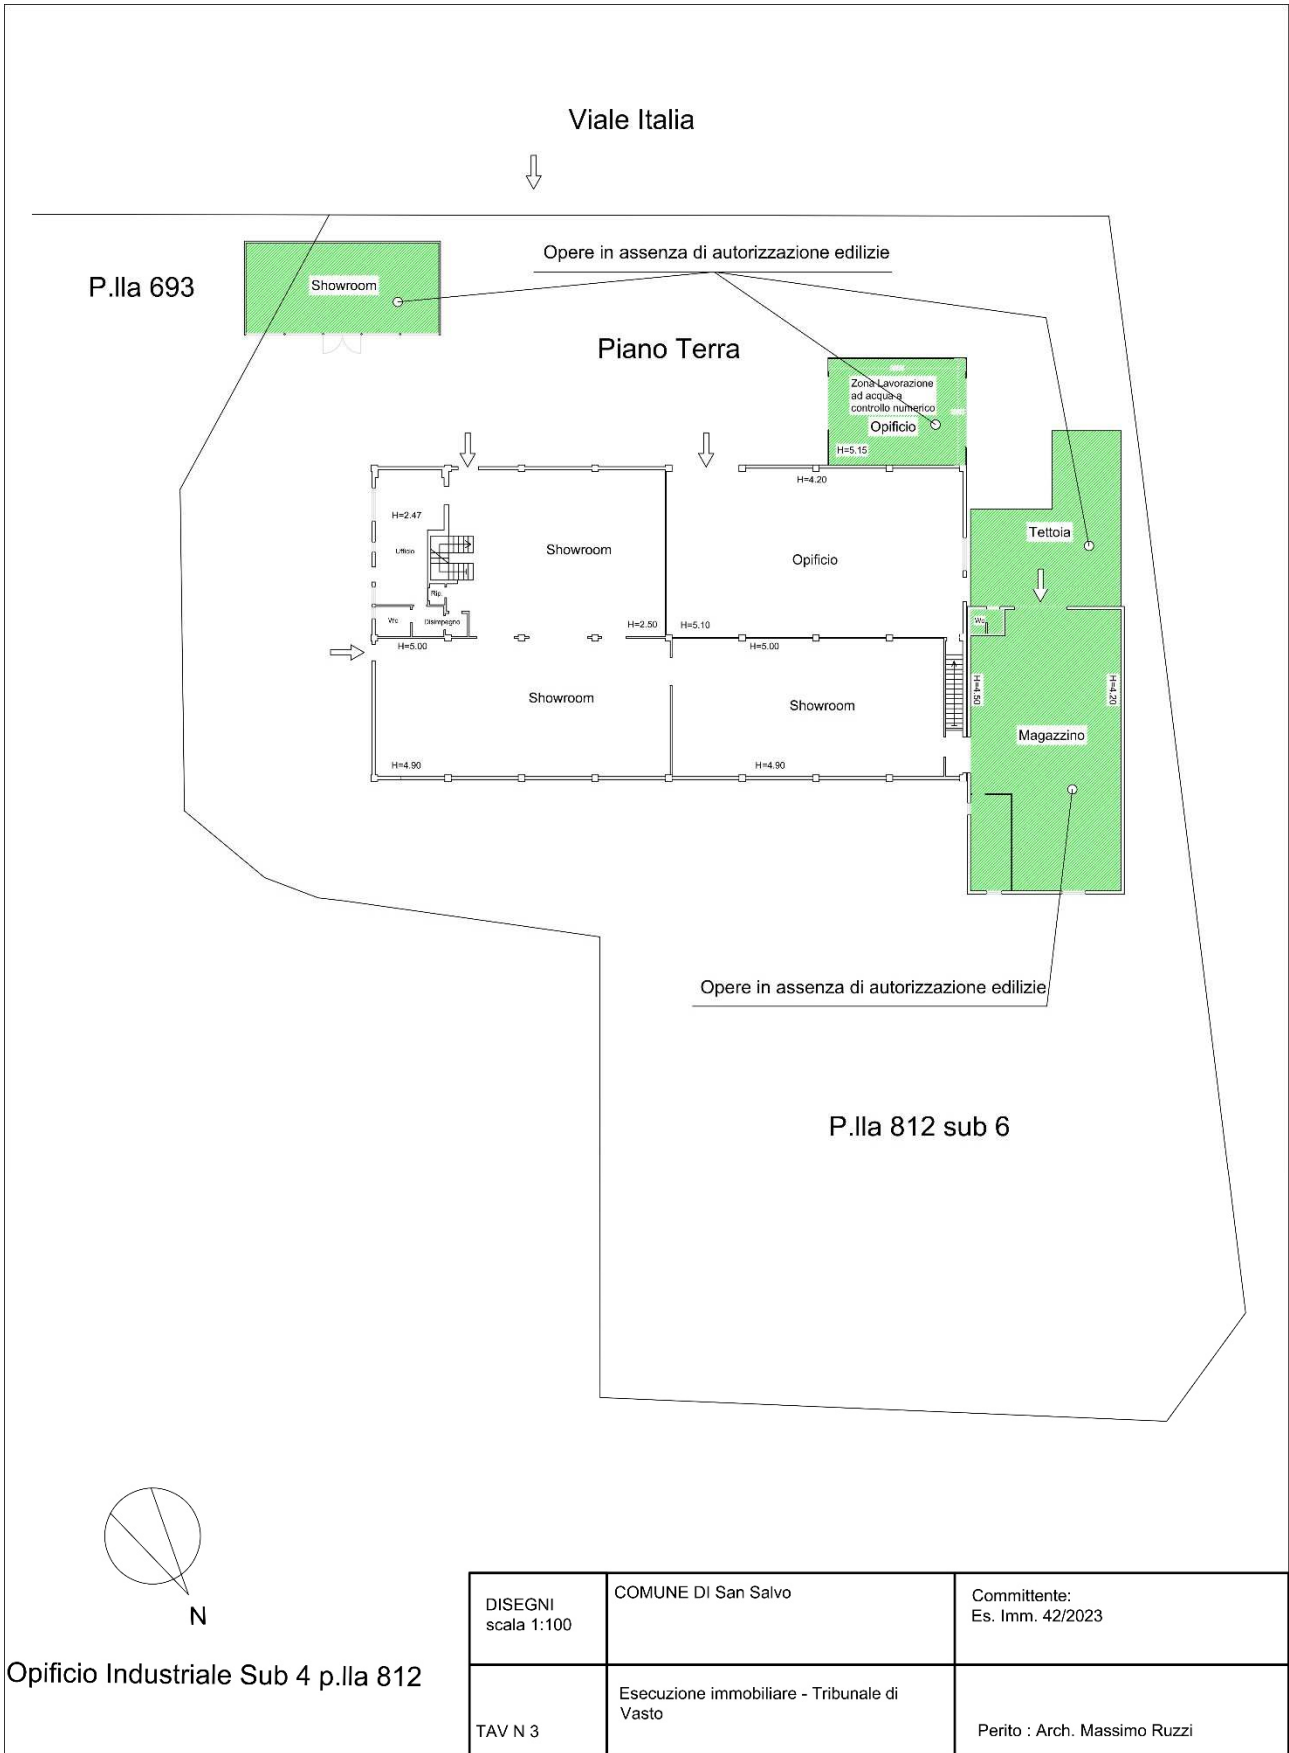 Viale Italia
Opere in assenza di autorizzazione edilizie
P.lla 693
Showroom
Piano Terra
Zona Lavorazione
ad acqua a
controllo numerico
Opificio
H=5.15
H=4.20
H=2.47
Ufficio
Showroom
Opificio
Tettoia
Rip.
Wc
Disimpegno
H=2.50
H=5.10
Wc
H=5.00
H=5.00
Showroom
Showroom
H=4.50
H=4.20
Magazzino
H=4.90
H=4.90
Opere in assenza di autorizzazione edilizie
P.lla 812 sub 6
N
Opificio Industriale Sub 4 p.lla 812
DISEGNI
scala 1:100
COMUNE DI San Salvo
Committente:
Es. Imm. 42/2023
TAV N 3
Esecuzione immobiliare - Tribunale di
Vasto
Perito : Arch. Massimo Ruzzi